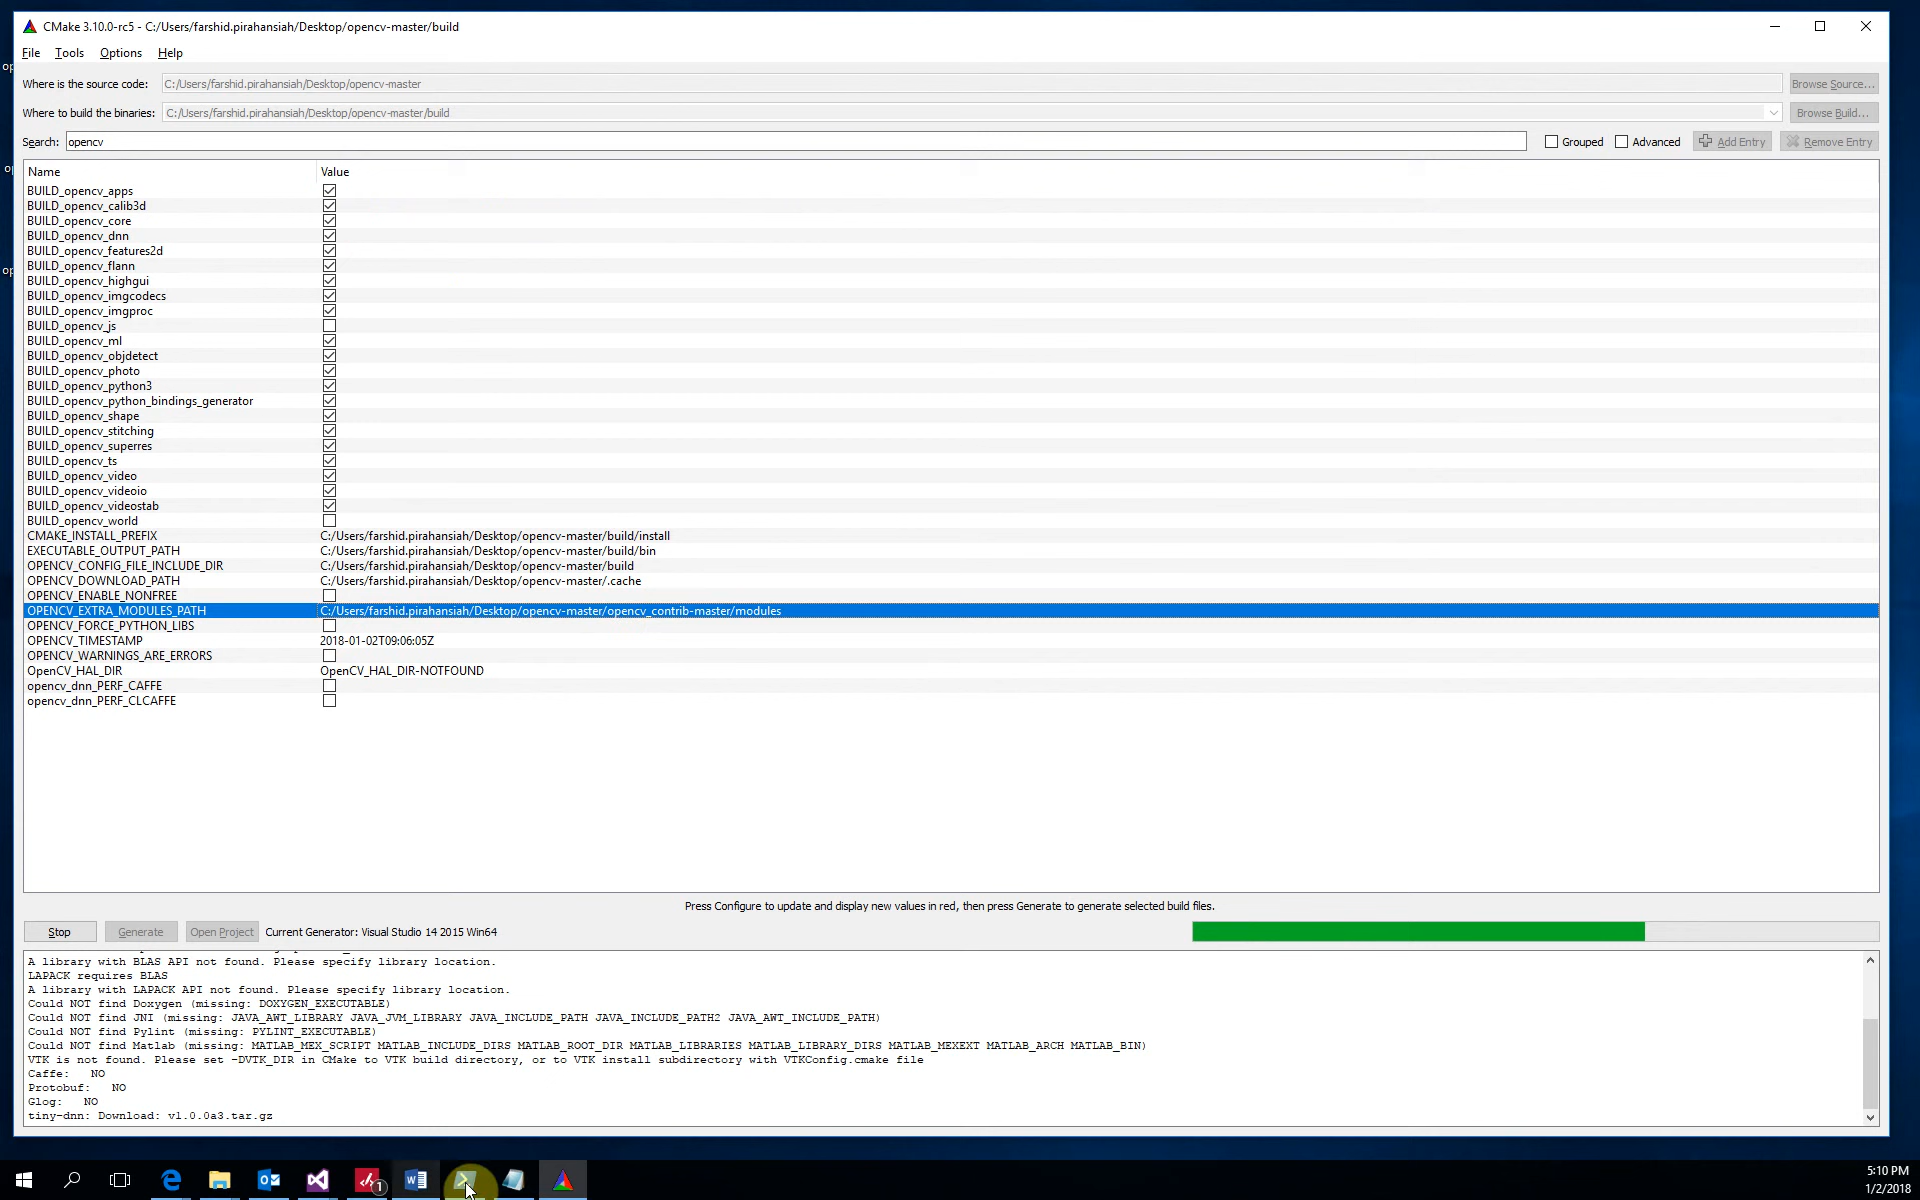 CMake 3.10.0-rc5 - C:/Users/farshid.pirahansiah/Desktop/opencv-master/build
File Tools Options Help
Where is the source code: C:/Users/farshid.pirahansiah/Desktop/opencv-master Browse Source...
Where to build the binaries: C:/Users/farshid.pirahansiah/Desktop/opencv-master/build Browse Build...
Search: opencv Grouped Advanced Add Entry Remove Entry
Name Value
BUILD_opencv_apps
BUILD_opencv_calib3d
BUILD_opencv_core
BUILD_opencv_dnn
BUILD_opencv_features2d
BUILD_opencv_flann
BUILD_opencv_highgui
BUILD_opencv_imgcodecs
BUILD_opencv_imgproc
BUILD_opencv_js
BUILD_opencv_ml
BUILD_opencv_objdetect
BUILD_opencv_photo
BUILD_opencv_python3
BUILD_opencv_python_bindings_generator
BUILD_opencv_shape
BUILD_opencv_stitching
BUILD_opencv_superres
BUILD_opencv_ts
BUILD_opencv_video
BUILD_opencv_videoio
BUILD_opencv_videostab
BUILD_opencv_world
CMAKE_INSTALL_PREFIX C:/Users/farshid.pirahansiah/Desktop/opencv-master/build/install
EXECUTABLE_OUTPUT_PATH C:/Users/farshid.pirahansiah/Desktop/opencv-master/build/bin
OPENCV_CONFIG_FILE_INCLUDE_DIR C:/Users/farshid.pirahansiah/Desktop/opencv-master/build
OPENCV_DOWNLOAD_PATH C:/Users/farshid.pirahansiah/Desktop/opencv-master/.cache
OPENCV_ENABLE_NONFREE
OPENCV_EXTRA_MODULES_PATH C:/Users/farshid.pirahansiah/Desktop/opencv-master/opencv_contrib-master/modules
OPENCV_FORCE_PYTHON_LIBS
OPENCV_TIMESTAMP 2018-01-02T09:06:05Z
OPENCV_WARNINGS_ARE_ERRORS
OpenCV_HAL_DIR OpenCV_HAL_DIR-NOTFOUND
opencv_dnn_PERF_CAFFE
opencv_dnn_PERF_CLCAFFE
Press Configure to update and display new values in red, then press Generate to generate selected build files.
Stop Generate Open Project Current Generator: Visual Studio 14 2015 Win64
A library with BLAS API not found. Please specify library location.
LAPACK requires BLAS
A library with LAPACK API not found. Please specify library location.
Could NOT find Doxygen (missing: DOXYGEN_EXECUTABLE)
Could NOT find JNI (missing: JAVA_AWT_LIBRARY JAVA_JVM_LIBRARY JAVA_INCLUDE_PATH JAVA_INCLUDE_PATH2 JAVA_AWT_INCLUDE_PATH)
Could NOT find Pylint (missing: PYLINT_EXECUTABLE)
Could NOT find Matlab (missing: MATLAB_MEX_SCRIPT MATLAB_INCLUDE_DIRS MATLAB_ROOT_DIR MATLAB_LIBRARIES MATLAB_LIBRARY_DIRS MATLAB_MEXEXT MATLAB_ARCH MATLAB_BIN)
VTK is not found. Please set -DVTK_DIR in CMake to VTK build directory, or to VTK install subdirectory with VTKConfig.cmake file
Caffe: NO
Protobuf: NO
Glog: NO
tiny-dnn: Download: v1.0.0a3.tar.gz
5:10 PM
1/2/2018